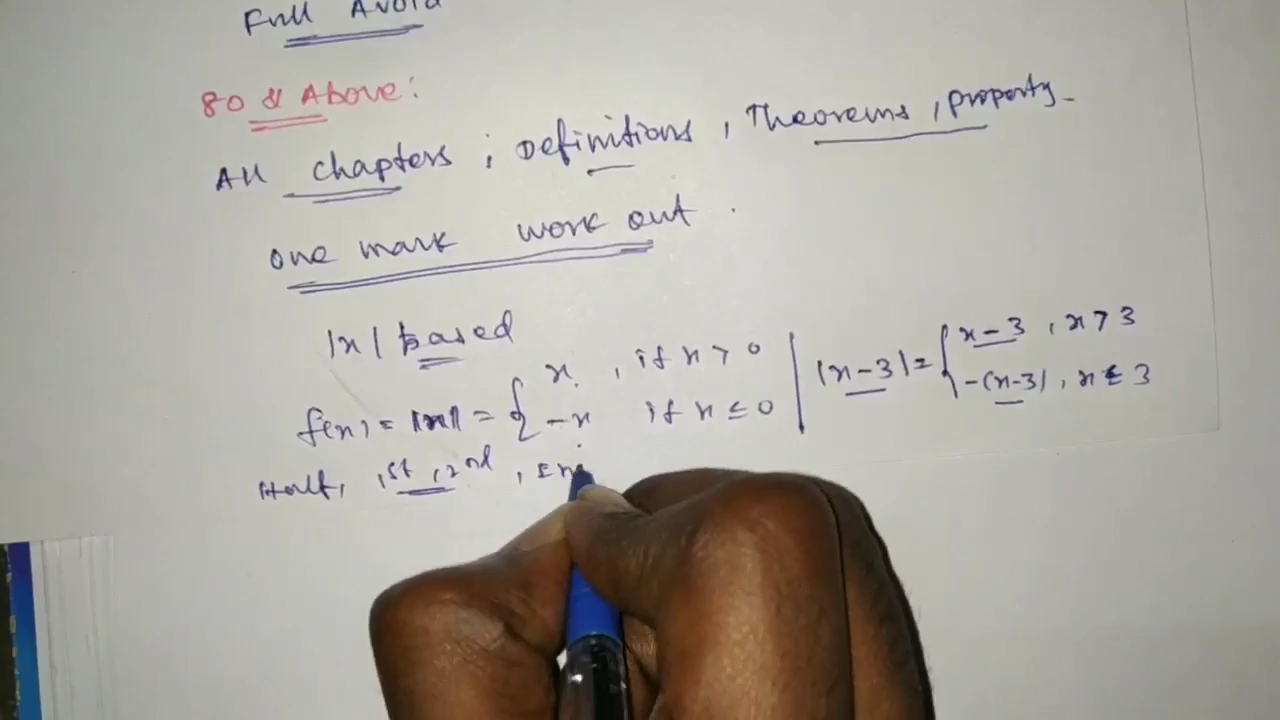 Full Avoid
80 & Above:
All chapters ; Definitions , Theorems , property
one mark work out .
|x| based
f(x) = |x| = { x , if x > 0
-x if x ≤ 0
|x-3| = { x-3 , x > 3
-(x-3) , x ≤ 3
Half, 1st, 2nd ,